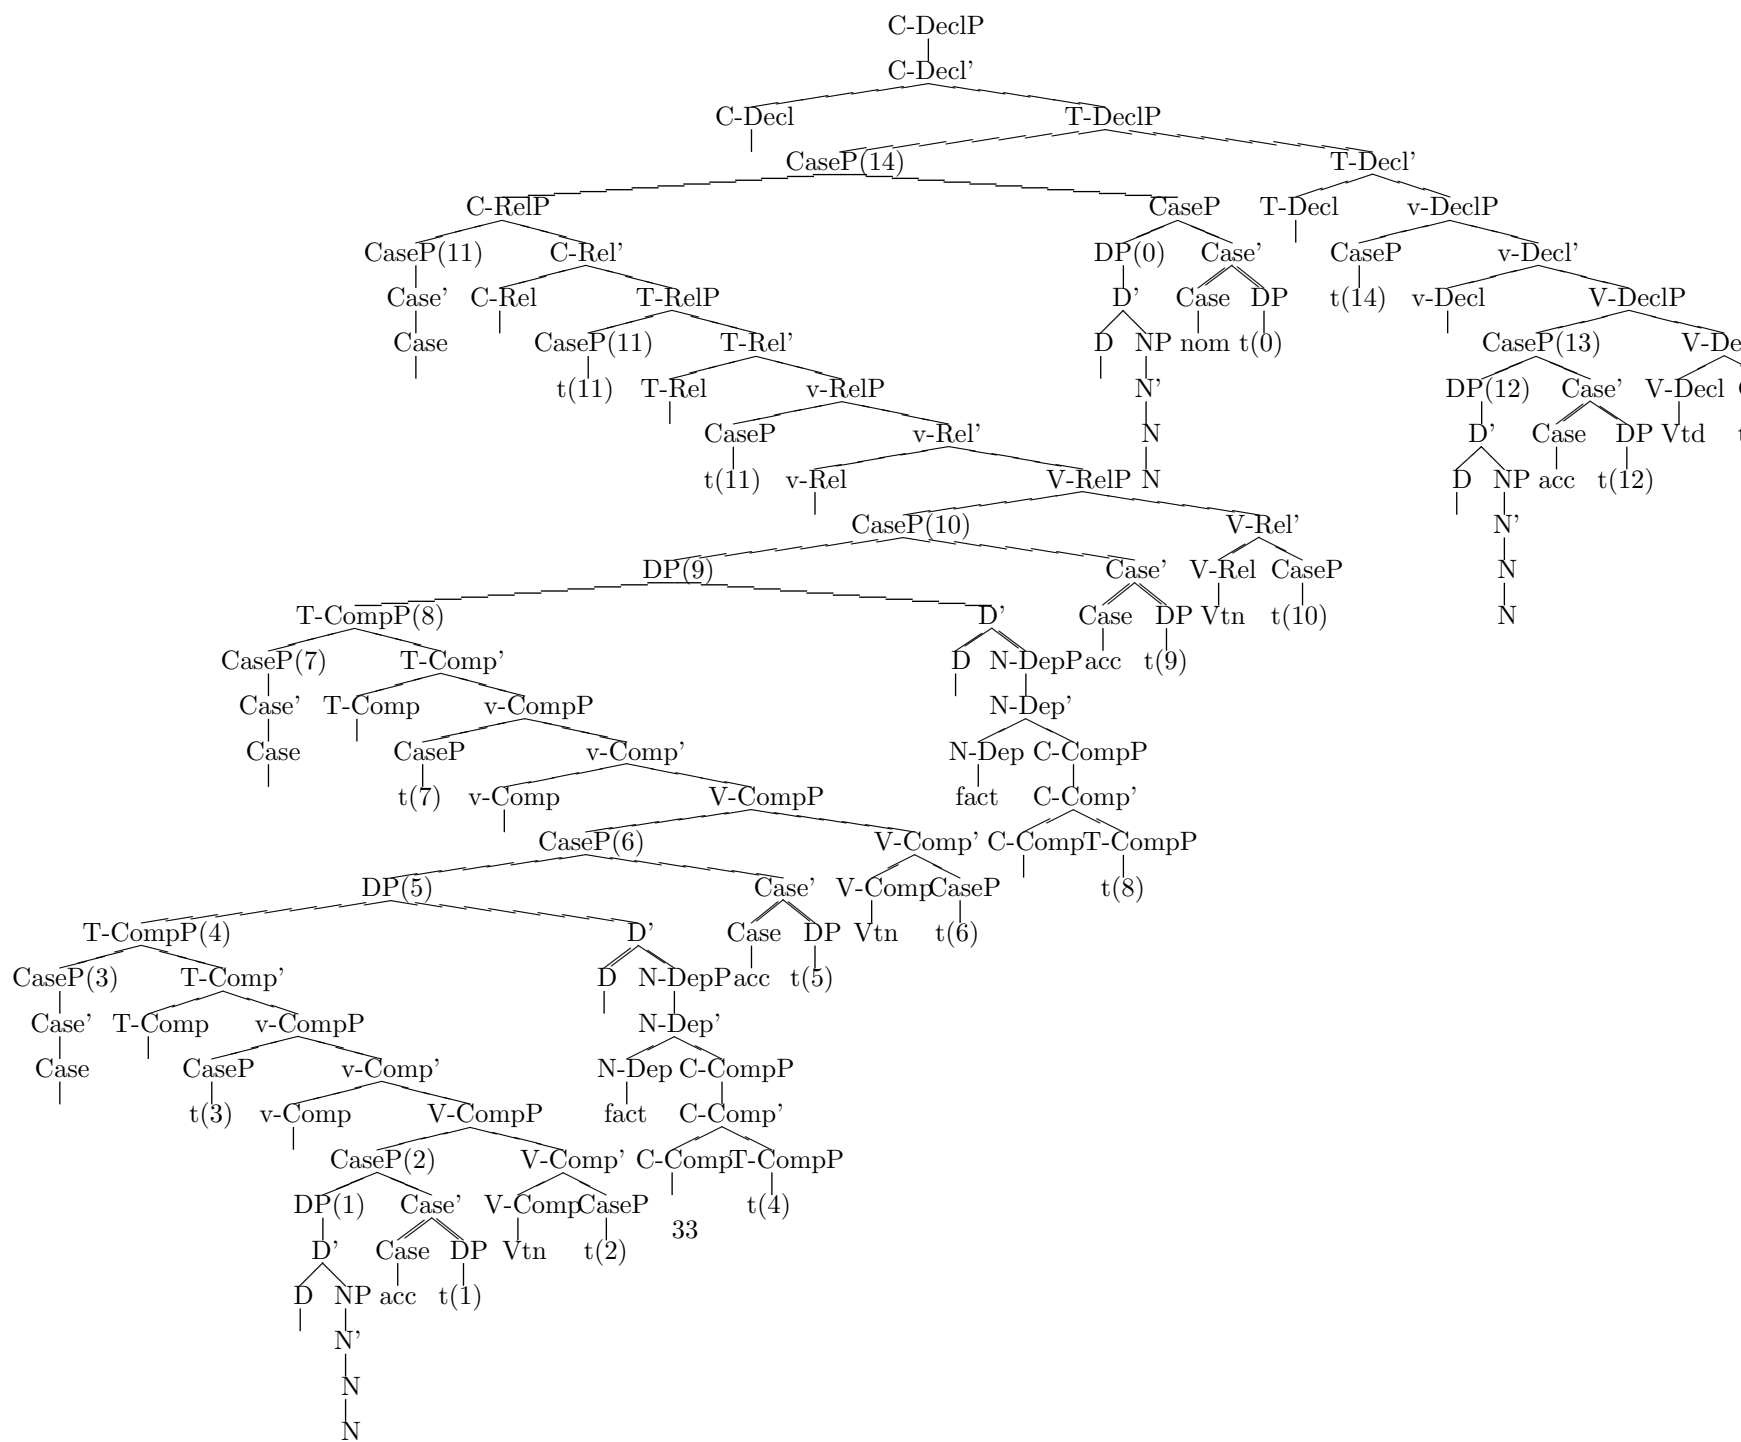 C-DeclP
C-Decl'
C-Decl T-DeclP
CaseP(14) T-Decl'
C-RelP CaseP T-Decl v-DeclP
CaseP(11) C-Rel' DP(0) Case' CaseP v-Decl'
Case' C-Rel T-RelP D' Case DP t(14) v-Decl V-DeclP
Case CaseP(11) T-Rel' D NP nom t(0) CaseP(13) V-De
t(11) T-Rel v-RelP N' DP(12) Case' V-Decl
CaseP v-Rel' N D' Case DP Vtd t
t(11) v-Rel V-RelP N D NP acc t(12)
CaseP(10) V-Rel' N'
DP(9) Case' V-Rel CaseP N
T-CompP(8) D' Case DP Vtn t(10) N
CaseP(7) T-Comp' D N-DepP acc t(9)
Case' T-Comp v-CompP N-Dep'
Case CaseP v-Comp' N-Dep C-CompP
t(7) v-Comp V-CompP fact C-Comp'
CaseP(6) V-Comp' C-Comp T-CompP
DP(5) Case' V-Comp CaseP t(8)
T-CompP(4) D' Case DP Vtn t(6)
CaseP(3) T-Comp' D N-DepP acc t(5)
Case' T-Comp v-CompP N-Dep'
Case CaseP v-Comp' N-Dep C-CompP
t(3) v-Comp V-CompP fact C-Comp'
CaseP(2) V-Comp' C-Comp T-CompP
DP(1) Case' V-Comp CaseP t(4)
33
D' Case DP Vtn t(2)
D NP acc t(1)
N'
N
N